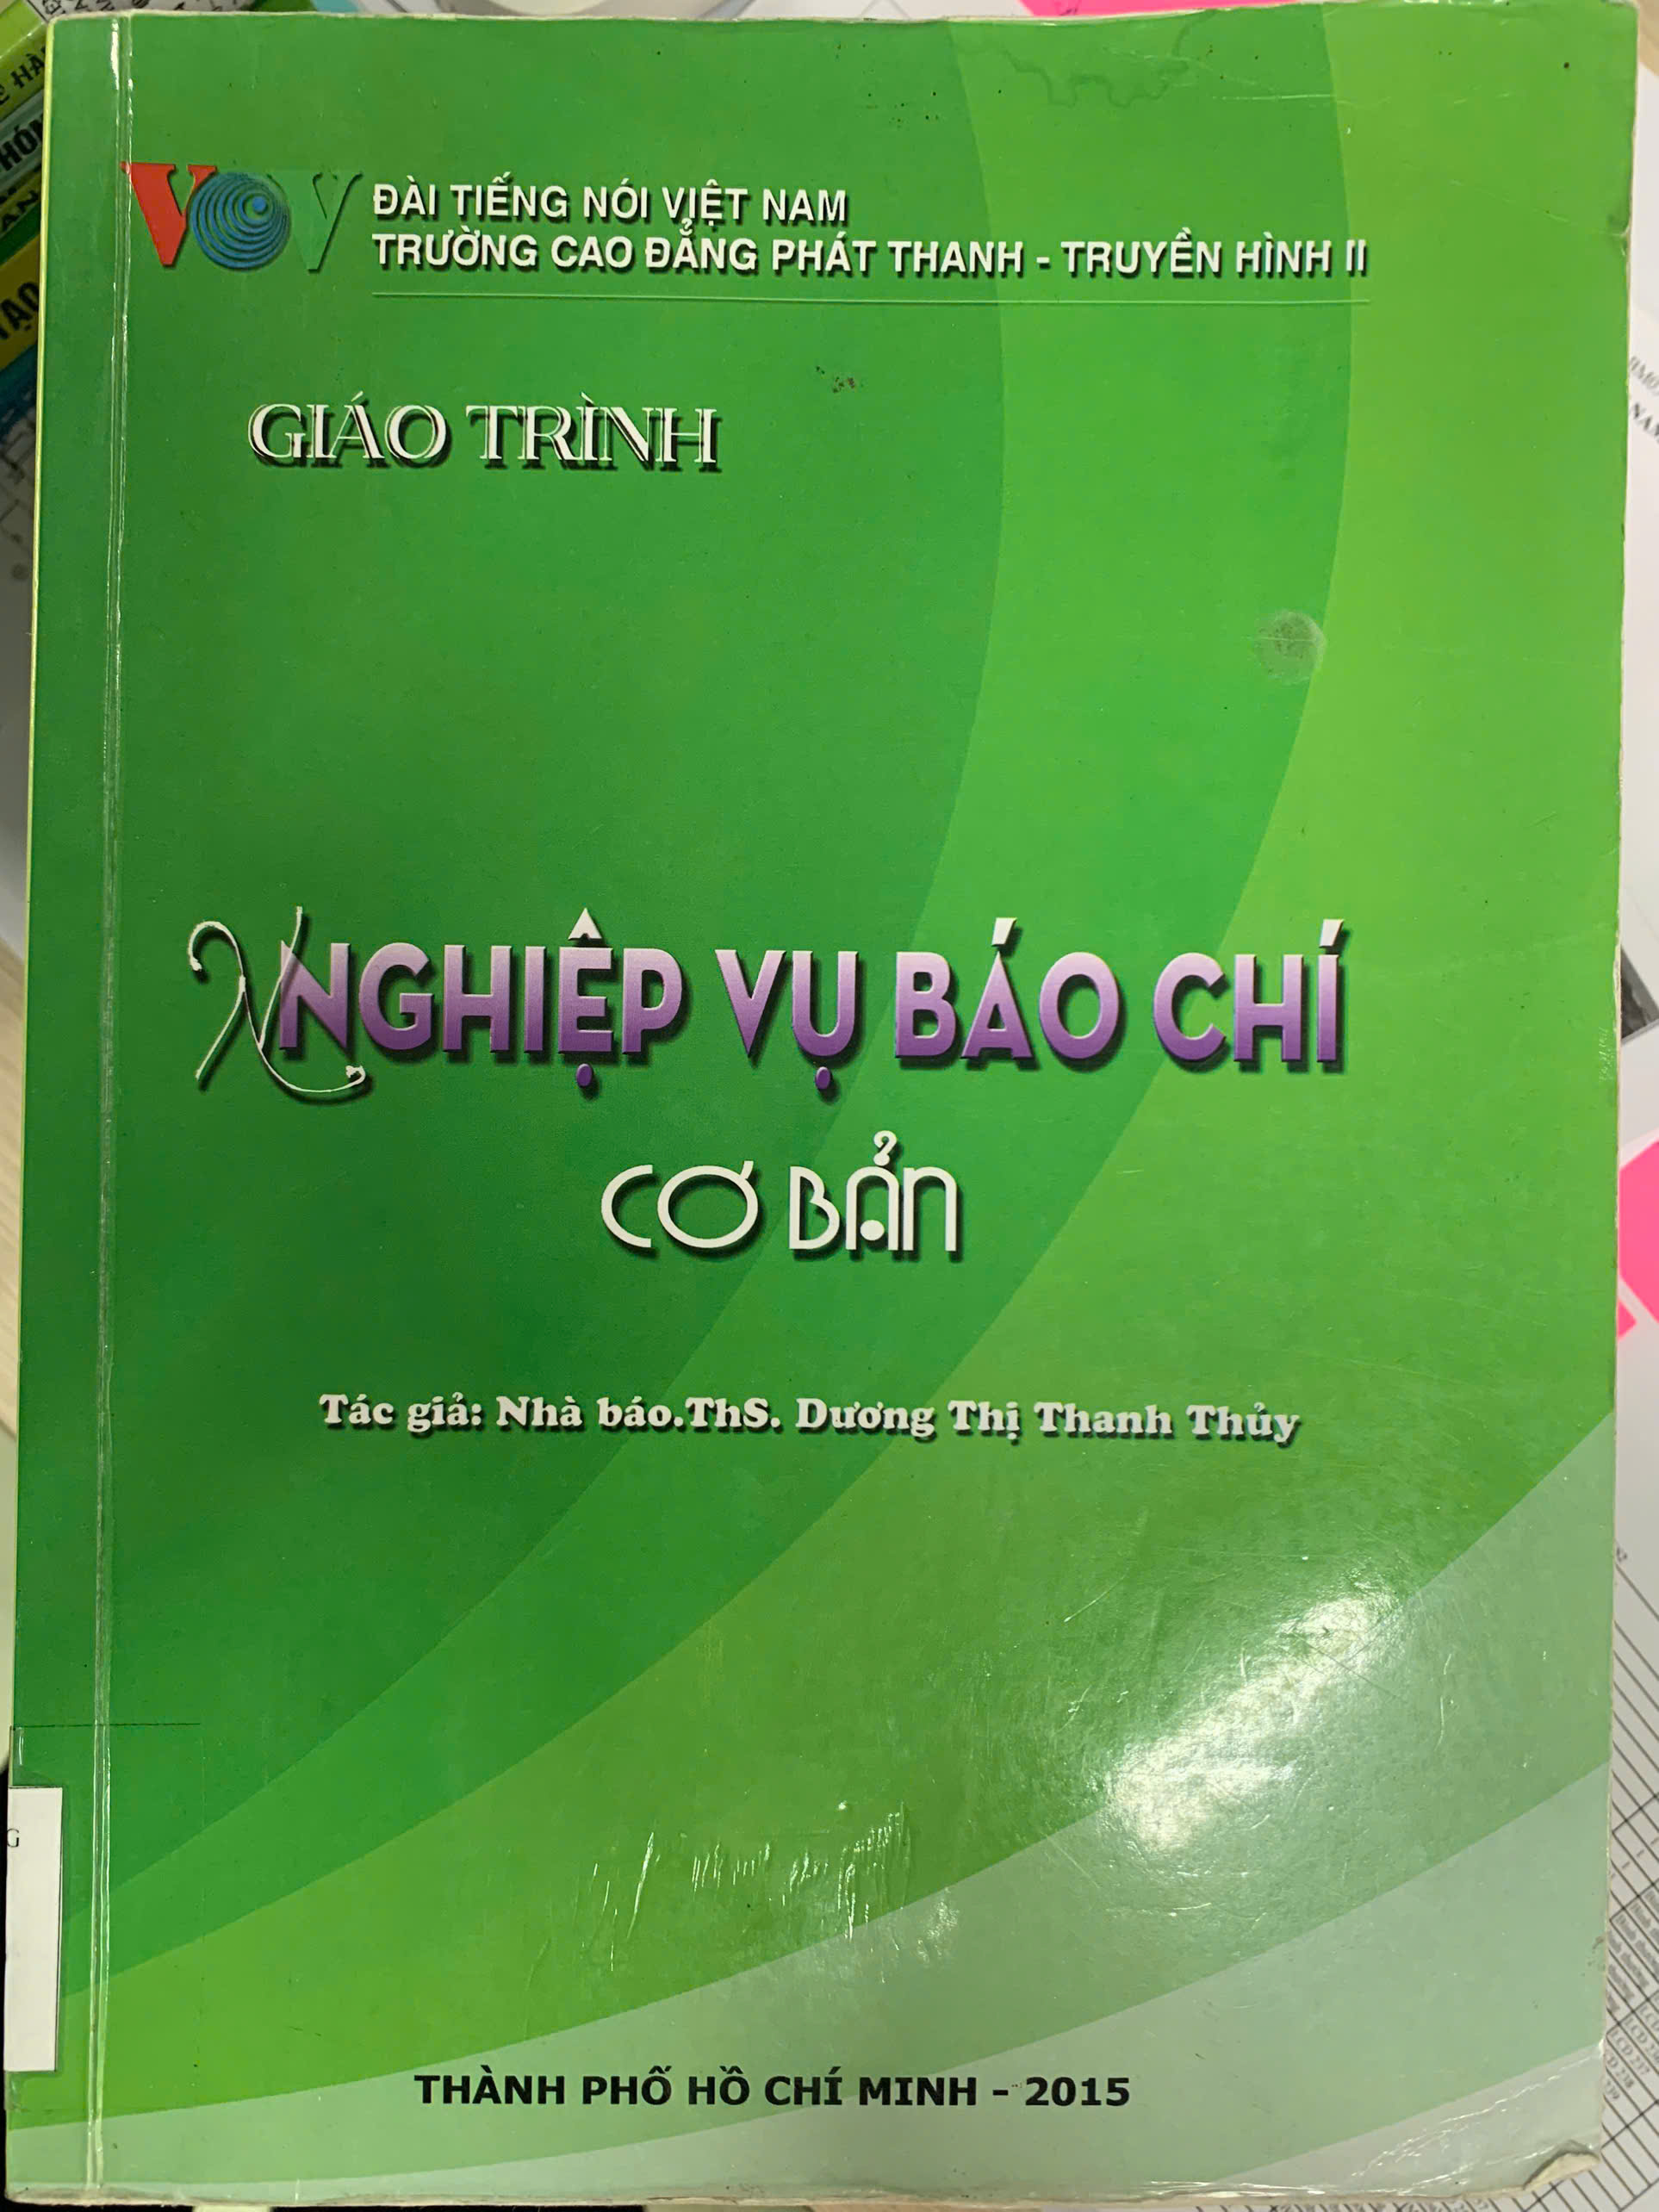 VOV
ĐÀI TIẾNG NÓI VIỆT NAM
TRƯỜNG CAO ĐẲNG PHÁT THANH - TRUYỀN HÌNH II
GIÁO TRÌNH
NGHIỆP VỤ BÁO CHÍ
CƠ BẢN
Tác giả: Nhà báo.ThS. Dương Thị Thanh Thủy
THÀNH PHỐ HỒ CHÍ MINH - 2015